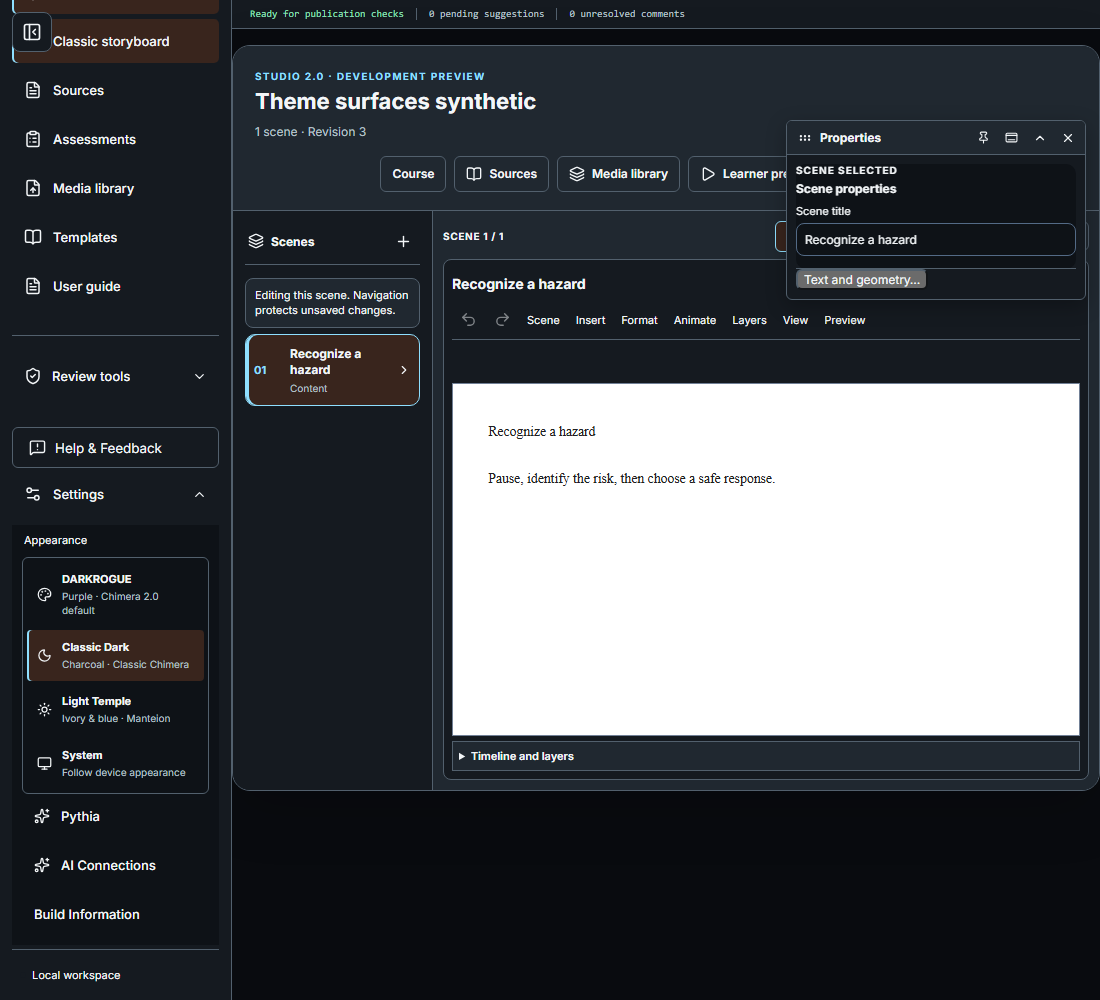 Classic storyboard
Sources
Assessments
Media library
Templates
User guide
Review tools
Help & Feedback
Settings
Appearance
DARKROGUE
Purple · Chimera 2.0
default
Classic Dark
Charcoal · Classic Chimera
Light Temple
Ivory & blue · Manteion
System
Follow device appearance
Pythia
AI Connections
Build Information
Local workspace
Ready for publication checks
0 pending suggestions
0 unresolved comments
STUDIO 2.0 · DEVELOPMENT PREVIEW
Theme surfaces synthetic
1 scene · Revision 3
Course
Sources
Media library
Learner pre
Properties
SCENE SELECTED
Scene properties
Scene title
Recognize a hazard
Text and geometry...
Scenes
Editing this scene. Navigation
protects unsaved changes.
01
Recognize a
hazard
Content
SCENE 1 / 1
Recognize a hazard
Scene
Insert
Format
Animate
Layers
View
Preview
Recognize a hazard
Pause, identify the risk, then choose a safe response.
Timeline and layers